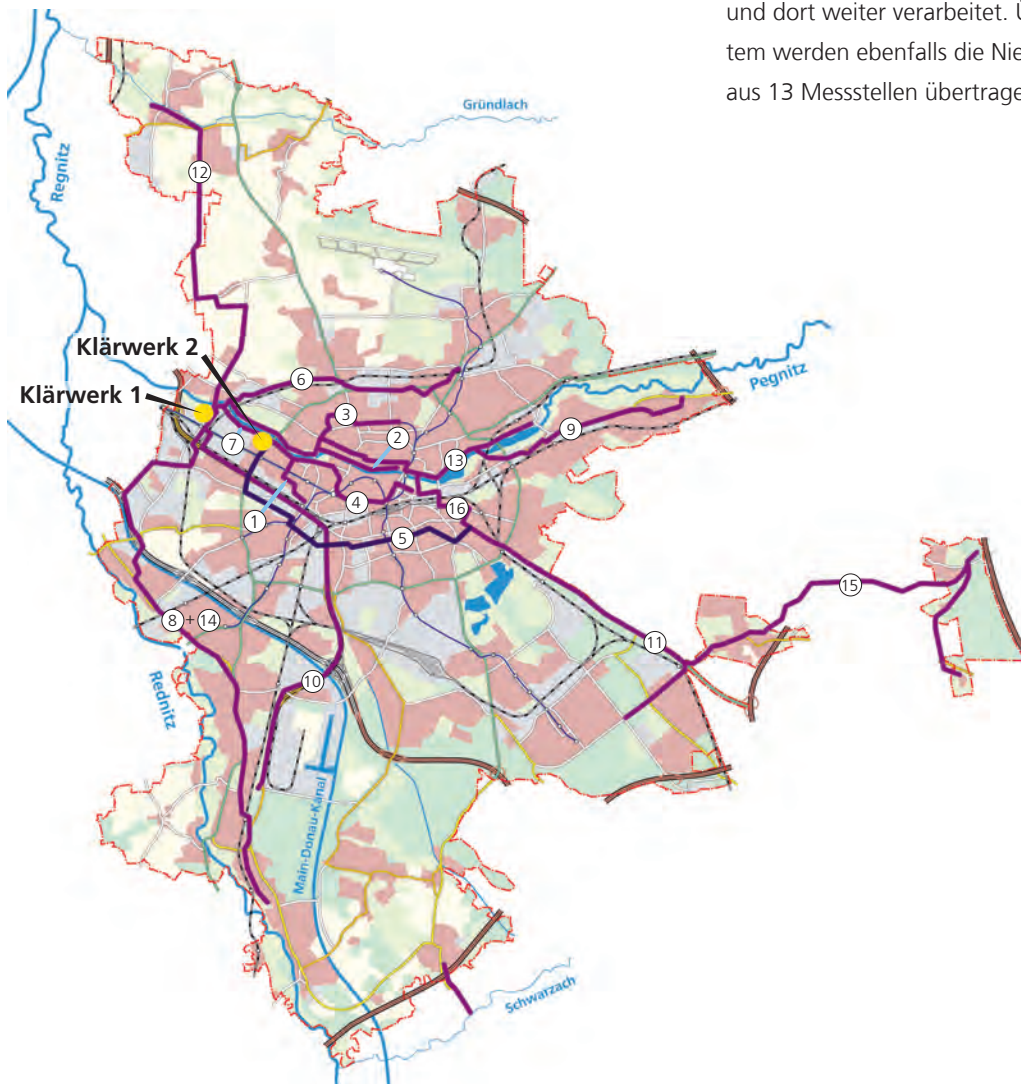 und dort weiter verarbeitet. Ü
tem werden ebenfalls die Nie
aus 13 Messstellen übertrage
Gründlach
Regnitz
12
Klärwerk 2
Klärwerk 1
Pegnitz
6
3
2
7
9
13
4
1
16
5
15
8 + 14
11
10
Rednitz
Main-Donau-Kanal
Schwarzach